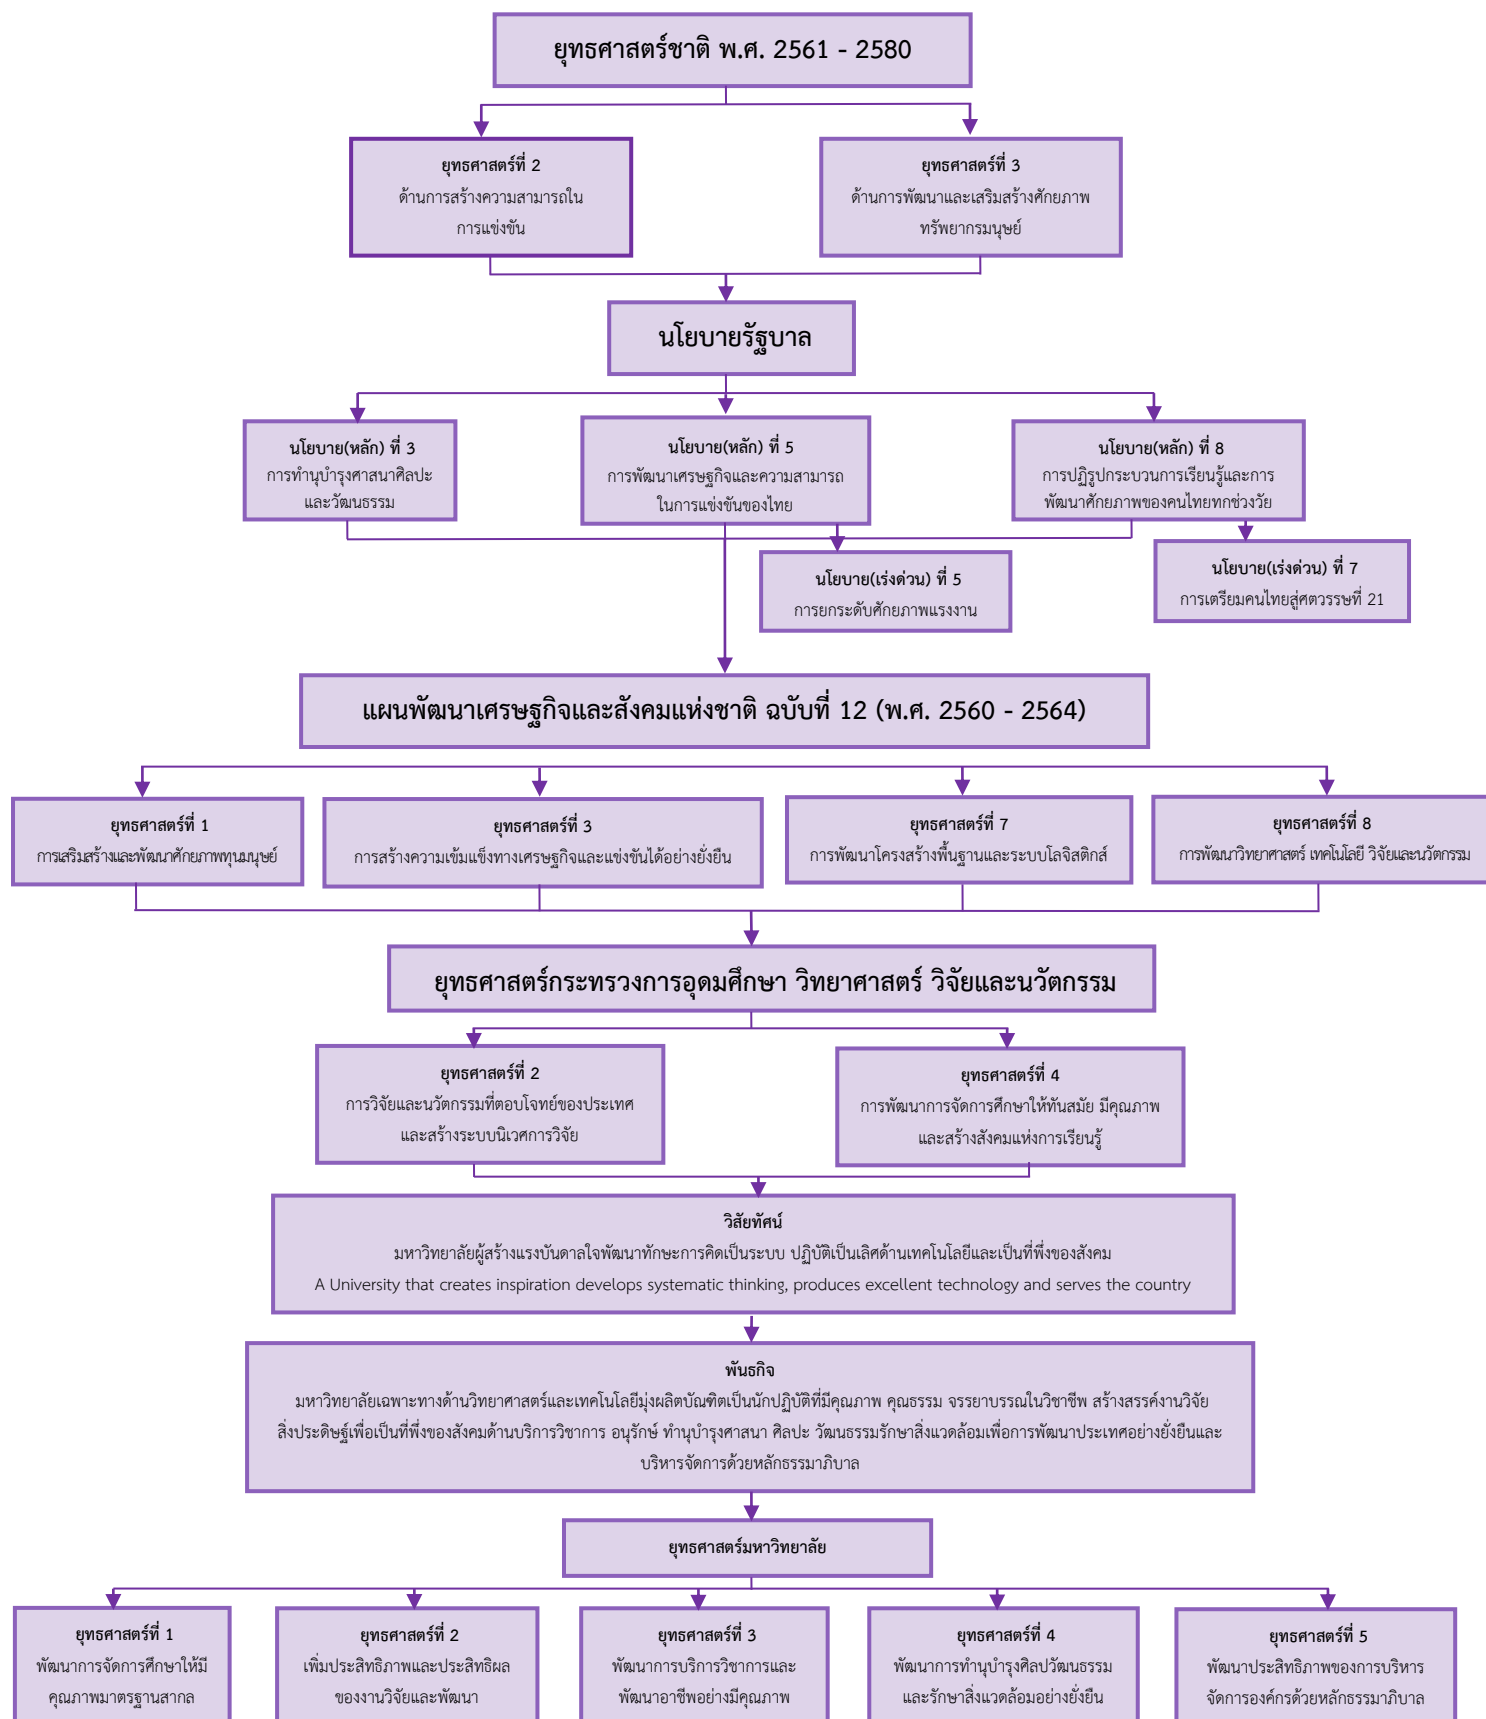 ยุทธศาสตร์ชาติ พ.ศ. 2561 - 2580
ยุทธศาสตร์ที่ 2
ด้านการสร้างความสามารถใน
การแข่งขัน
ยุทธศาสตร์ที่ 3
ด้านการพัฒนาและเสริมสร้างศักยภาพ
ทรัพยากรมนุษย์
นโยบายรัฐบาล
นโยบาย(หลัก) ที่ 3
การทำนุบำรุงศาสนาศิลปะ
และวัฒนธรรม
นโยบาย(หลัก) ที่ 5
การพัฒนาเศรษฐกิจและความสามารถ
ในการแข่งขันของไทย
นโยบาย(หลัก) ที่ 8
การปฏิรูปกระบวนการเรียนรู้และการ
พัฒนาศักยภาพของคนไทยทกช่วงวัย
นโยบาย(เร่งด่วน) ที่ 5
การยกระดับศักยภาพแรงงาน
นโยบาย(เร่งด่วน) ที่ 7
การเตรียมคนไทยสู่ศตวรรษที่ 21
แผนพัฒนาเศรษฐกิจและสังคมแห่งชาติ ฉบับที่ 12 (พ.ศ. 2560 - 2564)
ยุทธศาสตร์ที่ 1
การเสริมสร้างและพัฒนาศักยภาพทุนมนุษย์
ยุทธศาสตร์ที่ 3
การสร้างความเข้มแข็งทางเศรษฐกิจและแข่งขันได้อย่างยั่งยืน
ยุทธศาสตร์ที่ 7
การพัฒนาโครงสร้างพื้นฐานและระบบโลจิสติกส์
ยุทธศาสตร์ที่ 8
การพัฒนาวิทยาศาสตร์ เทคโนโลยี วิจัยและนวัตกรรม
ยุทธศาสตร์กระทรวงการอุดมศึกษา วิทยาศาสตร์ วิจัยและนวัตกรรม
ยุทธศาสตร์ที่ 2
การวิจัยและนวัตกรรมที่ตอบโจทย์ของประเทศ
และสร้างระบบนิเวศการวิจัย
ยุทธศาสตร์ที่ 4
การพัฒนาการจัดการศึกษาให้ทันสมัย มีคุณภาพ
และสร้างสังคมแห่งการเรียนรู้
วิสัยทัศน์
มหาวิทยาลัยผู้สร้างแรงบันดาลใจพัฒนาทักษะการคิดเป็นระบบ ปฏิบัติเป็นเลิศด้านเทคโนโลยีและเป็นที่พึ่งของสังคม
A University that creates inspiration develops systematic thinking, produces excellent technology and serves the country
พันธกิจ
มหาวิทยาลัยเฉพาะทางด้านวิทยาศาสตร์และเทคโนโลยีมุ่งผลิตบัณฑิตเป็นนักปฏิบัติที่มีคุณภาพ คุณธรรม จรรยาบรรณในวิชาชีพ สร้างสรรค์งานวิจัย
สิ่งประดิษฐ์เพื่อเป็นที่พึ่งของสังคมด้านบริการวิชาการ อนุรักษ์ ทำนุบำรุงศาสนา ศิลปะ วัฒนธรรมรักษาสิ่งแวดล้อมเพื่อการพัฒนาประเทศอย่างยั่งยืนและ
บริหารจัดการด้วยหลักธรรมาภิบาล
ยุทธศาสตร์มหาวิทยาลัย
ยุทธศาสตร์ที่ 1
พัฒนาการจัดการศึกษาให้มี
คุณภาพมาตรฐานสากล
ยุทธศาสตร์ที่ 2
เพิ่มประสิทธิภาพและประสิทธิผล
ของงานวิจัยและพัฒนา
ยุทธศาสตร์ที่ 3
พัฒนาการบริการวิชาการและ
พัฒนาอาชีพอย่างมีคุณภาพ
ยุทธศาสตร์ที่ 4
พัฒนาการทำนุบำรุงศิลปวัฒนธรรม
และรักษาสิ่งแวดล้อมอย่างยั่งยืน
ยุทธศาสตร์ที่ 5
พัฒนาประสิทธิภาพของการบริหาร
จัดการองค์กรด้วยหลักธรรมาภิบาล